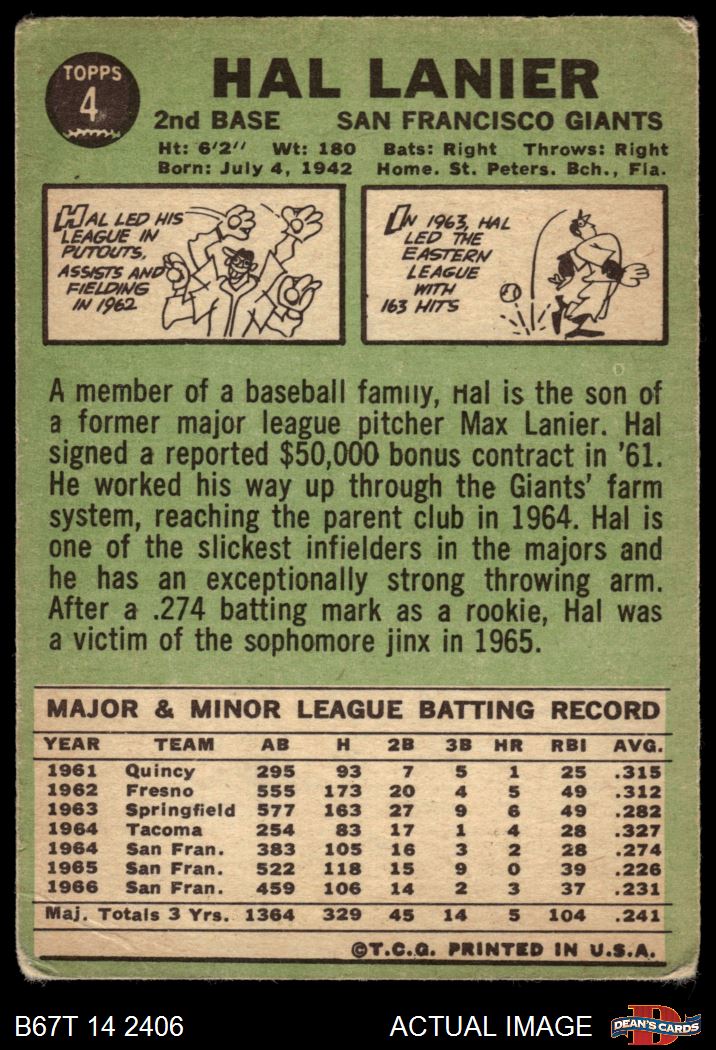 TOPPS
4
HAL LANIER
2nd BASE SAN FRANCISCO GIANTS
Ht: 6'2" Wt: 180 Bats: Right Throws: Right
Born: July 4, 1942 Home. St. Peters. Bch., Fla.
HAL LED HIS
LEAGUE IN
PUTOUTS,
ASSISTS AND
FIELDING
IN 1962
IN 1963, HAL
LED THE
EASTERN
LEAGUE
WITH
163 HITS
A member of a baseball family, Hal is the son of
a former major league pitcher Max Lanier. Hal
signed a reported $50,000 bonus contract in '61.
He worked his way up through the Giants' farm
system, reaching the parent club in 1964. Hal is
one of the slickest infielders in the majors and
he has an exceptionally strong throwing arm.
After a .274 batting mark as a rookie, Hal was
a victim of the sophomore jinx in 1965.
MAJOR & MINOR LEAGUE BATTING RECORD
YEAR TEAM AB H 2B 3B HR RBI AVG.
1961 Quincy 295 93 7 5 1 25 .315
1962 Fresno 555 173 20 4 5 49 .312
1963 Springfield 577 163 27 9 6 49 .282
1964 Tacoma 254 83 17 1 4 28 .327
1964 San Fran. 383 105 16 3 2 28 .274
1965 San Fran. 522 118 15 9 0 39 .226
1966 San Fran. 459 106 14 2 3 37 .231
Maj. Totals 3 Yrs. 1364 329 45 14 5 104 .241
©T.C.G. PRINTED IN U.S.A.
B67T 14 2406 ACTUAL IMAGE
DEAN'S CARDS